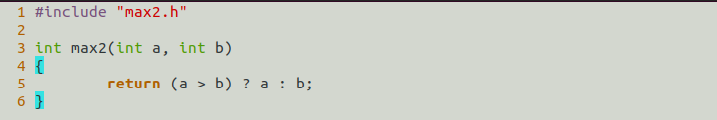 1 #include "max2.h"
2
3 int max2(int a, int b)
4 {
5         return (a > b) ? a : b;
6 }